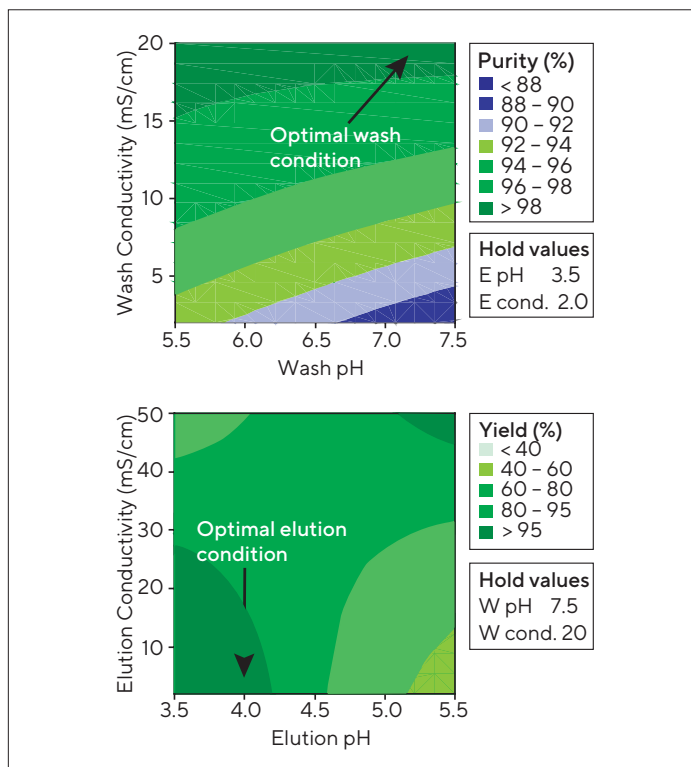 20
15
10
5
5.5 6.0 6.5 7.0 7.5
Wash Conductivity (mS/cm)
Wash pH
Optimal wash
condition
Purity (%)
< 88
88 – 90
90 – 92
92 – 94
94 – 96
96 – 98
> 98
Hold values
E pH 3.5
E cond. 2.0
50
40
30
20
10
3.5 4.0 4.5 5.0 5.5
Elution Conductivity (mS/cm)
Elution pH
Optimal elution
condition
Yield (%)
< 40
40 – 60
60 – 80
80 – 95
> 95
Hold values
W pH 7.5
W cond. 20